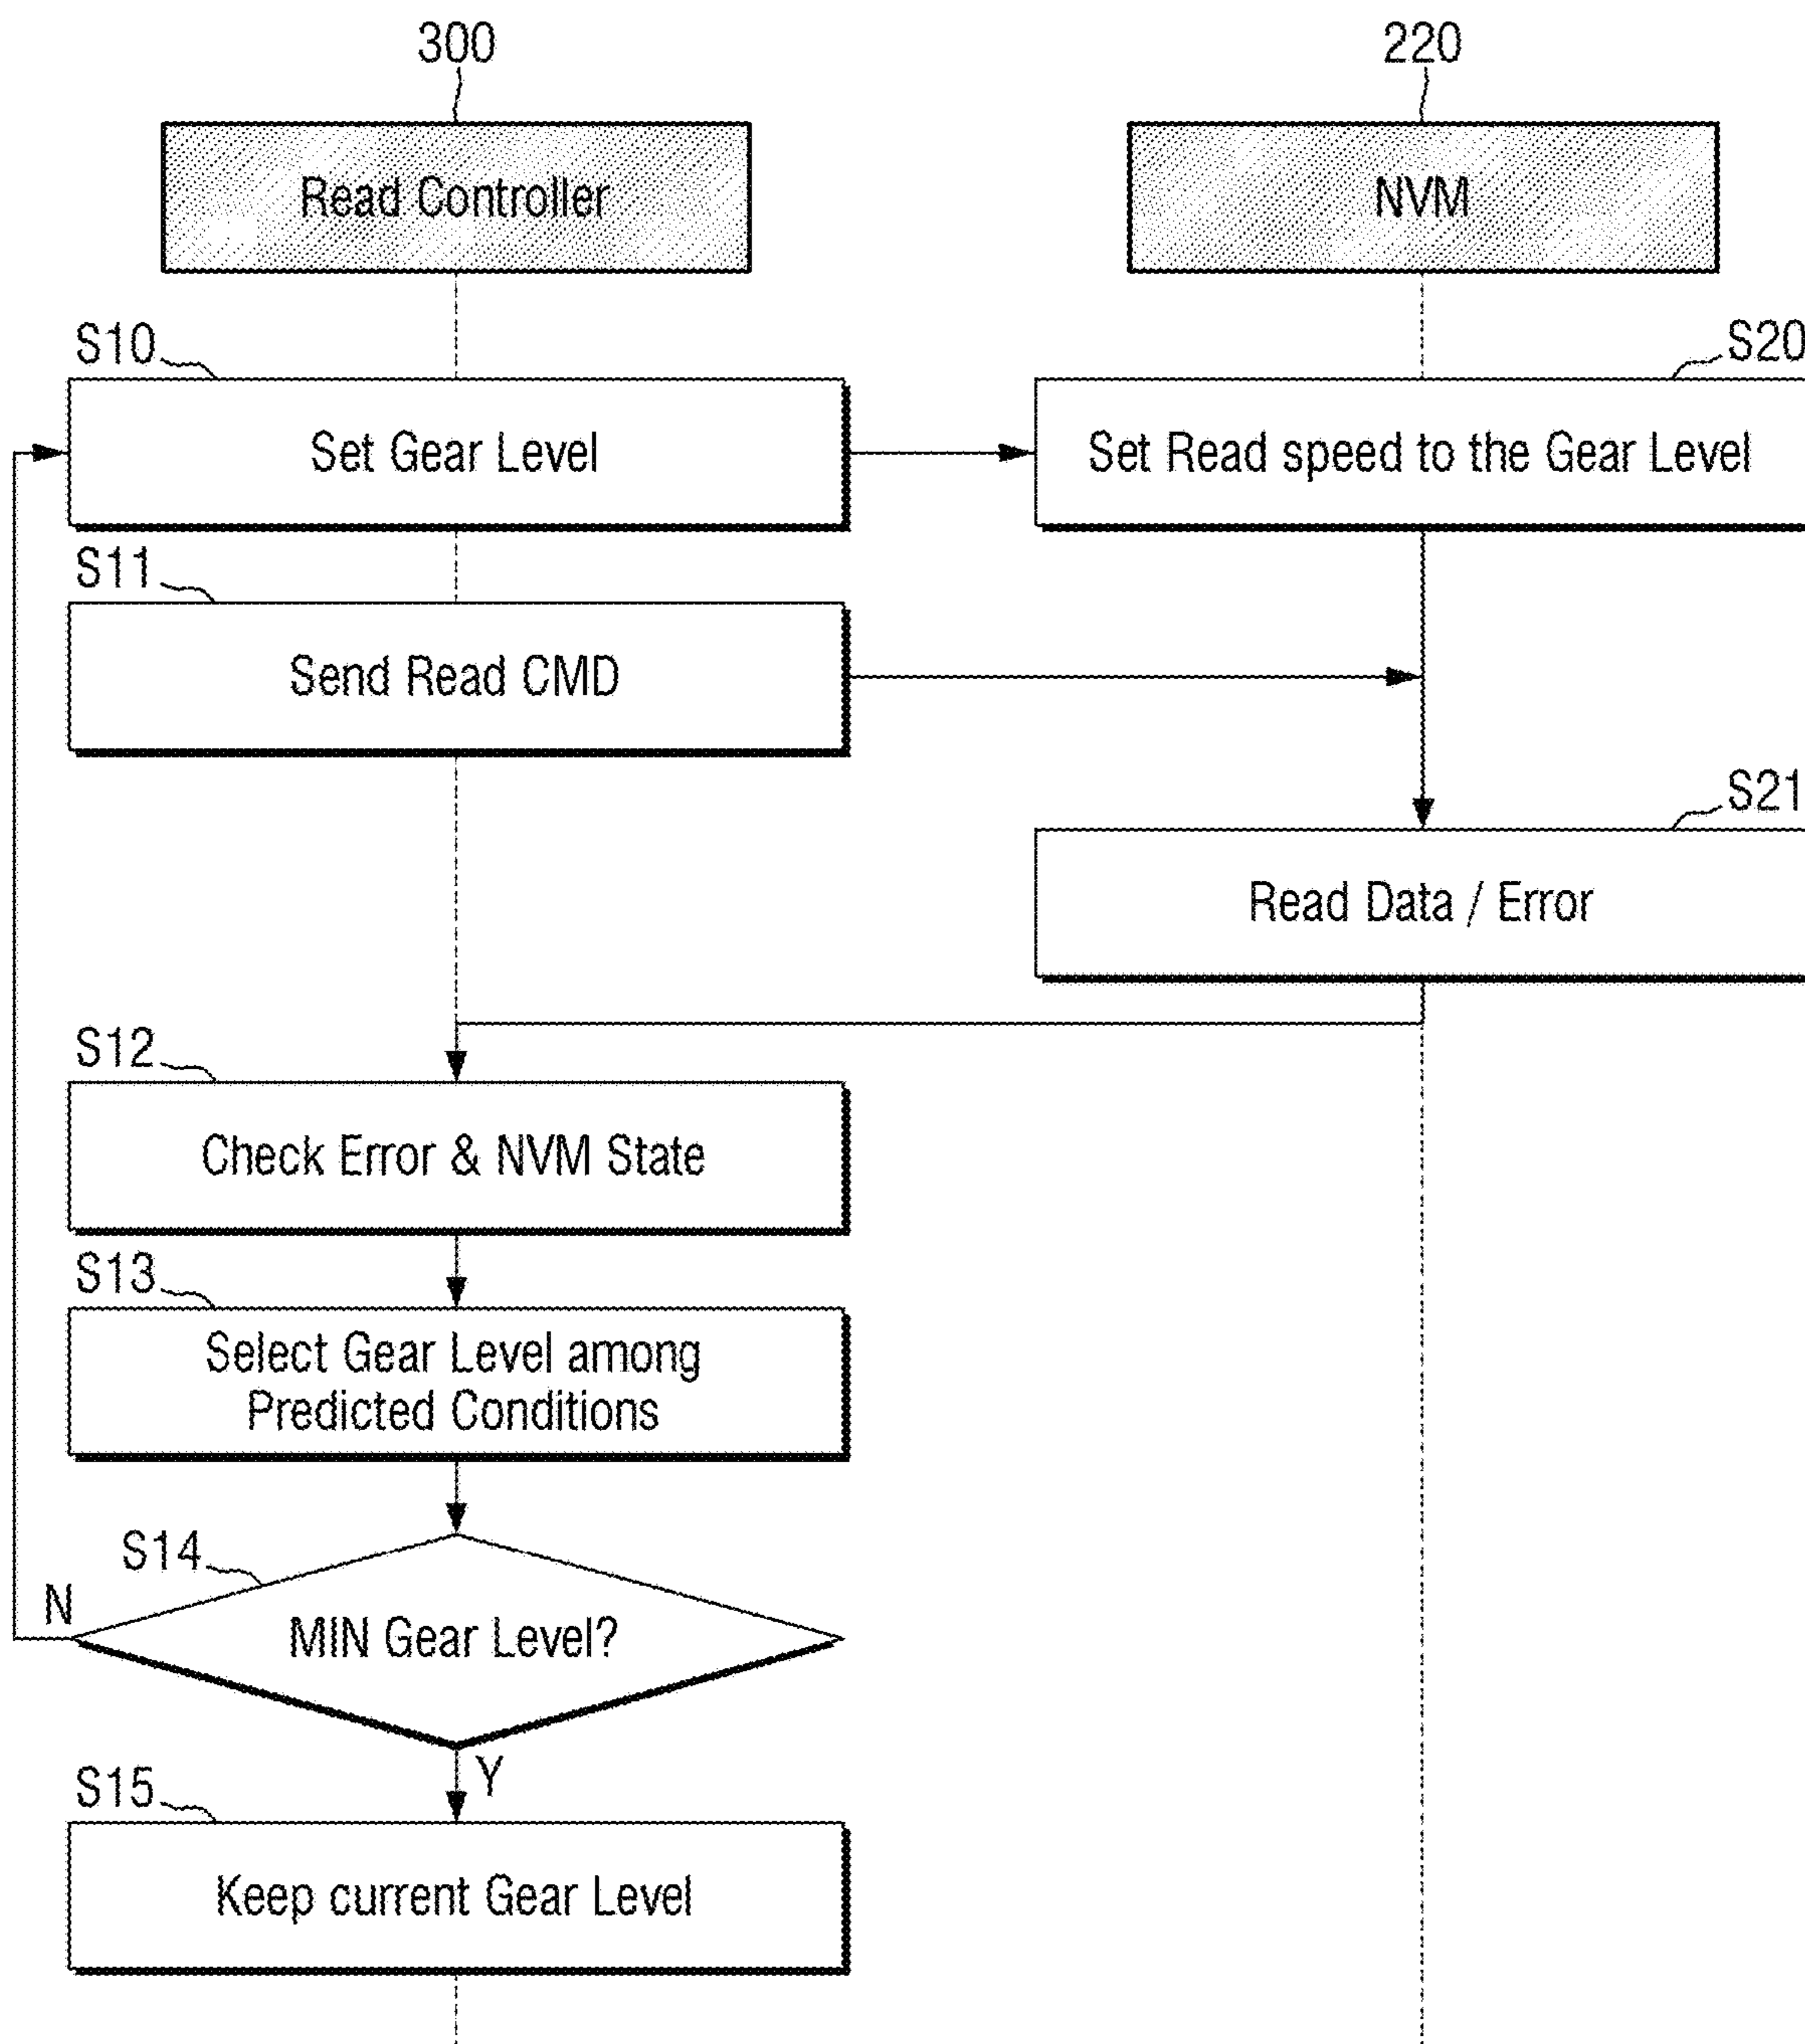 300
220
Read Controller
NVM
S10
S20
Set Gear Level
Set Read speed to the Gear Level
S11
Send Read CMD
S21
Read Data / Error
S12
Check Error & NVM State
S13
Select Gear Level among
Predicted Conditions
S14
N
MIN Gear Level?
Y
S15
Keep current Gear Level